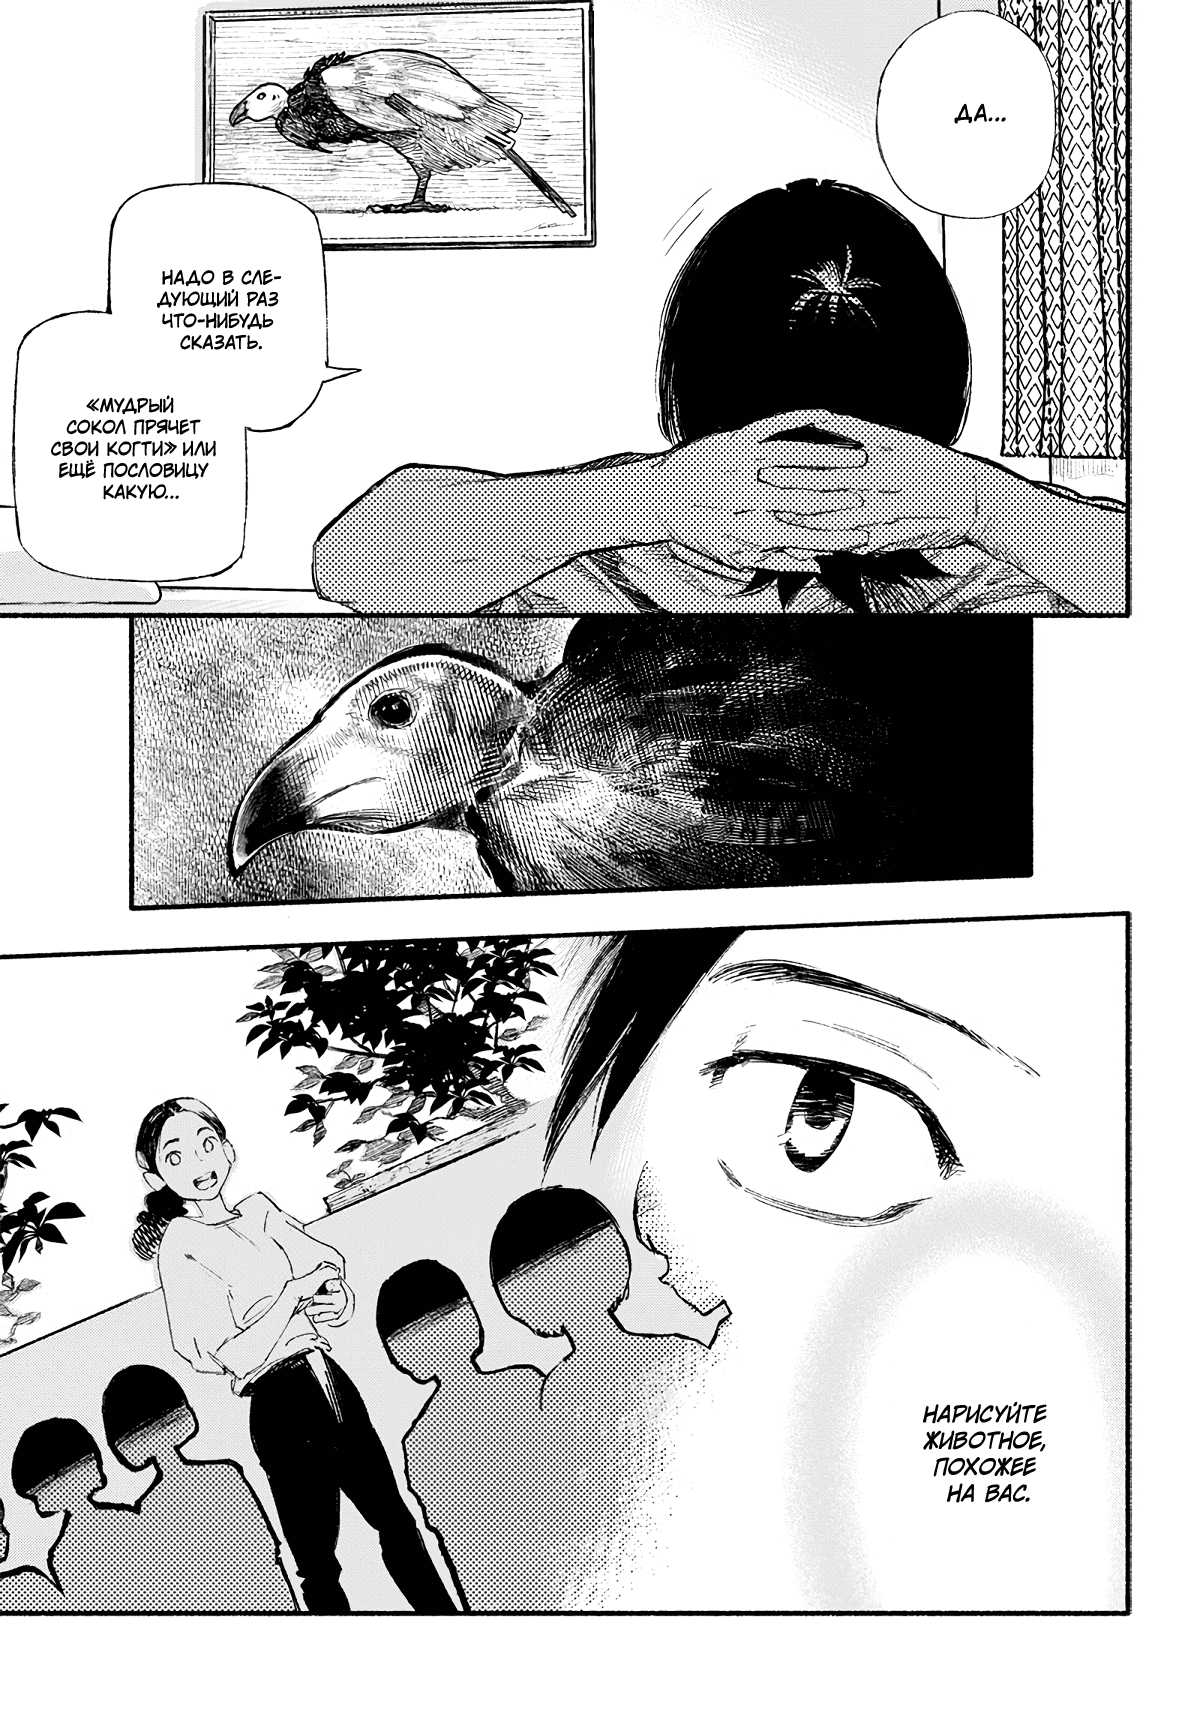 ДА...
НАДО В СЛЕ-
ДУЮЩИЙ РАЗ
ЧТО-НИБУДЬ
СКАЗАТЬ.
«МУДРЫЙ
СОКОЛ ПРЯЧЕТ
СВОИ КОГТИ» ИЛИ
ЕЩЁ ПОСЛОВИЦУ
КАКУЮ...
НАРИСУЙТЕ
ЖИВОТНОЕ,
ПОХОЖЕЕ
НА ВАС.